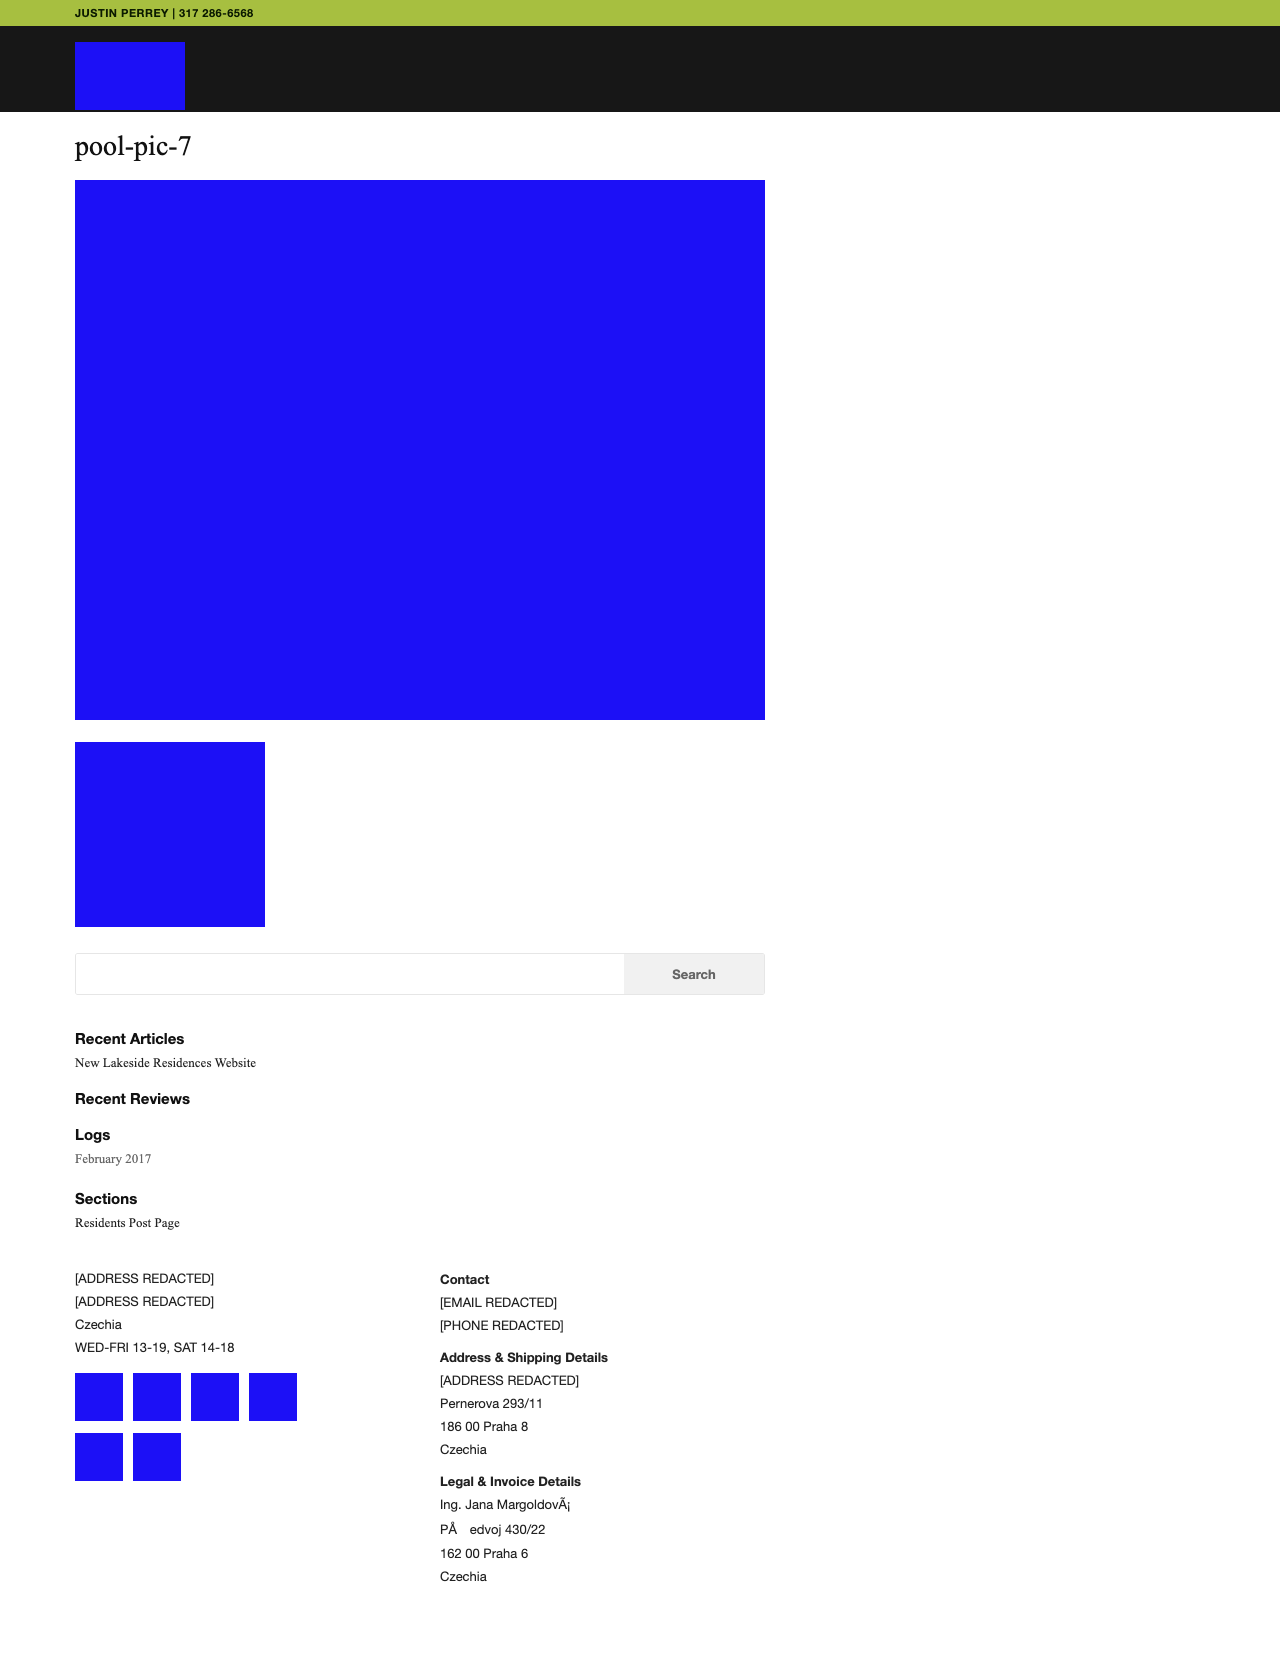 JUSTIN PERREY | 317 286-6568
pool-pic-7
Search
Recent Articles
New Lakeside Residences Website
Recent Reviews
Logs
February 2017
Sections
Residents Post Page
[ADDRESS REDACTED]
[ADDRESS REDACTED]
Czechia
WED-FRI 13-19, SAT 14-18
Contact
[EMAIL REDACTED]
[PHONE REDACTED]
Address & Shipping Details
[ADDRESS REDACTED]
Pernerova 293/11
186 00 Praha 8
Czechia
Legal & Invoice Details
Ing. Jana MargoldovÃ¡
PÅ edvoj 430/22
162 00 Praha 6
Czechia